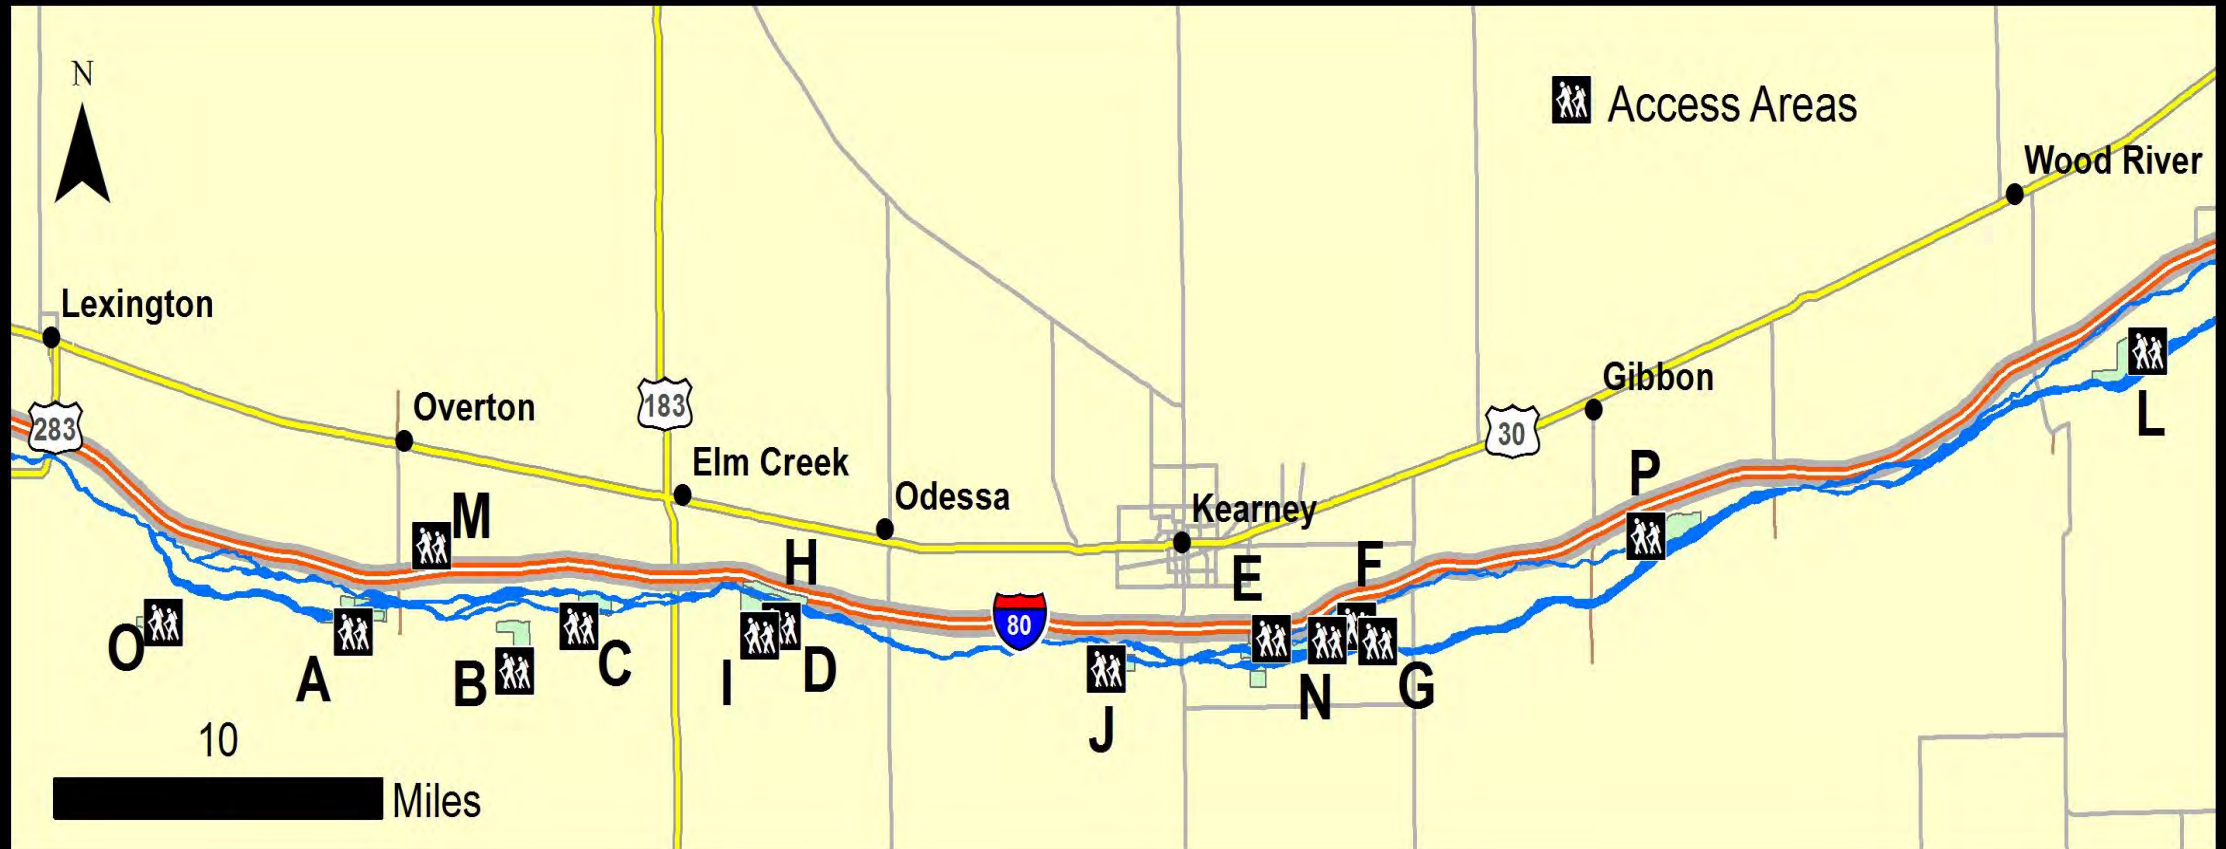 N
Access Areas
Wood River
Lexington
Overton
183
Gibbon
283
30
L
Elm Creek
P
Odessa
M
Kearney
H
E
F
80
O
A
B
C
I
D
N
G
J
10
Miles